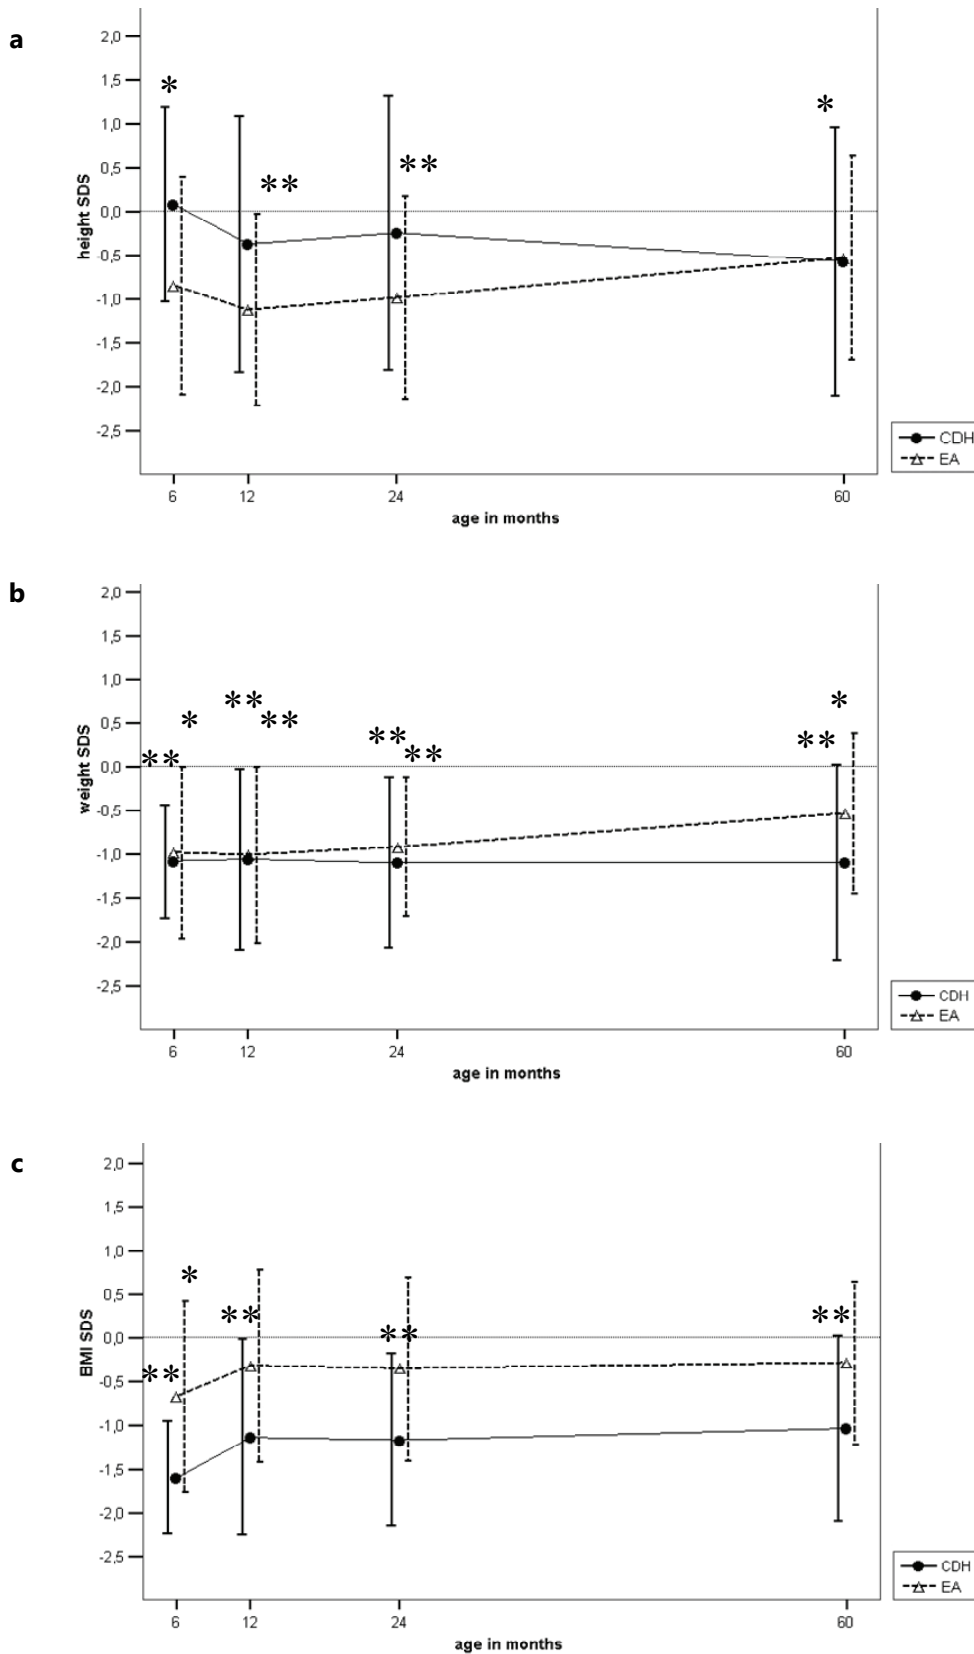 a
2,0
1,5
1,0
0,5
0,0
-0,5
-1,0
-1,5
-2,0
-2,5
height SDS
*
**
**
*
6 12 24 60
age in months
CDH
EA
b
2,0
1,5
1,0
0,5
0,0
-0,5
-1,0
-1,5
-2,0
-2,5
weight SDS
**
*
**
**
**
**
**
*
6 12 24 60
age in months
CDH
EA
c
2,0
1,5
1,0
0,5
0,0
-0,5
-1,0
-1,5
-2,0
-2,5
BMI SDS
**
*
**
**
**
6 12 24 60
age in months
CDH
EA